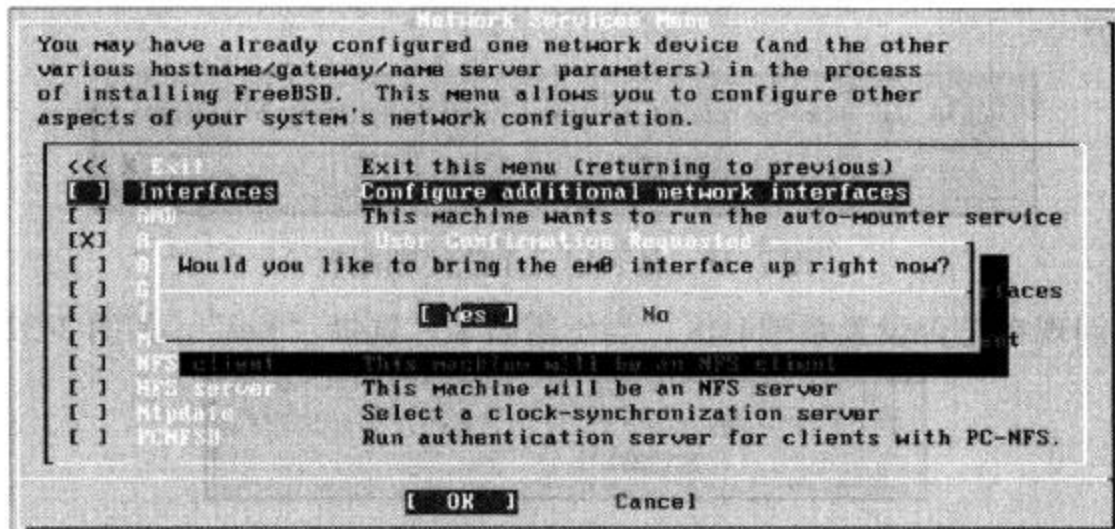 Network Services Menu
You may have already configured one network device (and the other
various hostname/gateway/name server parameters) in the process
of installing FreeBSD.  This menu allows you to configure other
aspects of your system's network configuration.
<<< X Exit Exit this menu (returning to previous)
[ ] Interfaces Configure additional network interfaces
[ ] AMD This machine wants to run the auto-mounter service
[X] A
User Confirmation Requested
[ ]
Would you like to bring the em0 interface up right now?
[ ] faces
[ ]
[ Yes ] No
[ ] M nt
[ ] NFS client This machine will be an NFS client
[ ] NFS server This machine will be an NFS server
[ ] Ntpdate Select a clock-synchronization server
[ ] PCNFSD Run authentication server for clients with PC-NFS.
[ OK ] Cancel